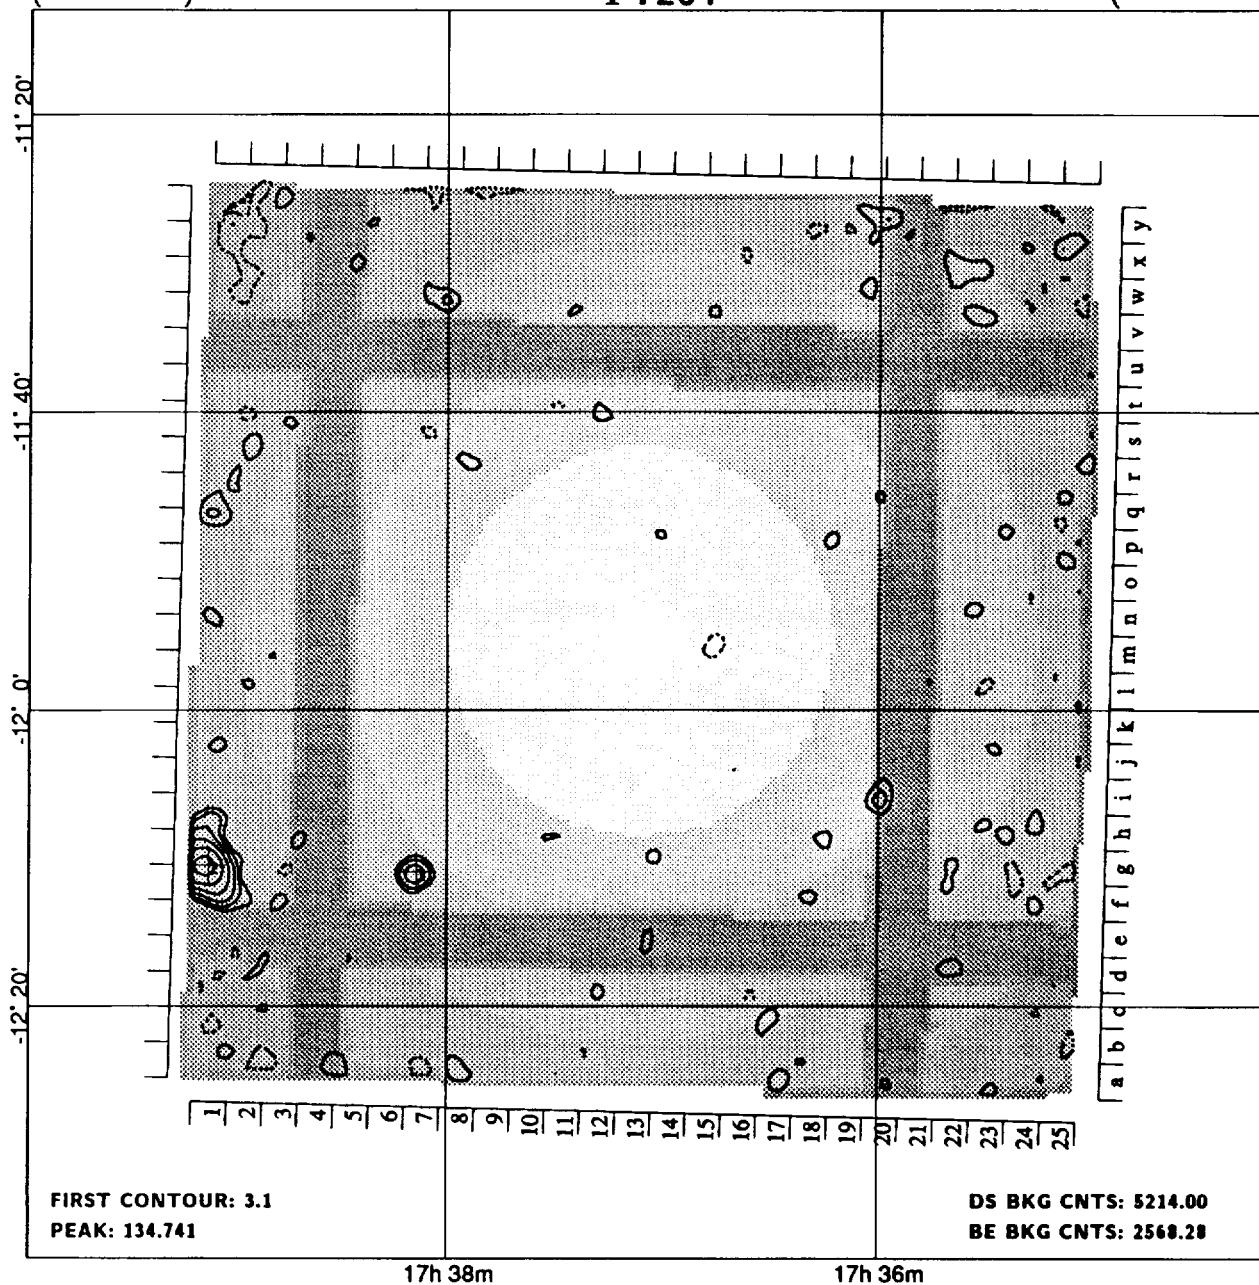 -11° 20'
-11° 40'
-12° 0'
-12° 20'
y
x
w
v
u
t
s
r
q
p
o
n
m
l
k
j
i
h
g
f
e
d
c
b
a
1 2 3 4 5 6 7 8 9 10 11 12 13 14 15 16 17 18 19 20 21 22 23 24 25
FIRST CONTOUR: 3.1
PEAK: 134.741
DS BKG CNTS: 5214.00
BE BKG CNTS: 2568.28
17h 38m
17h 36m